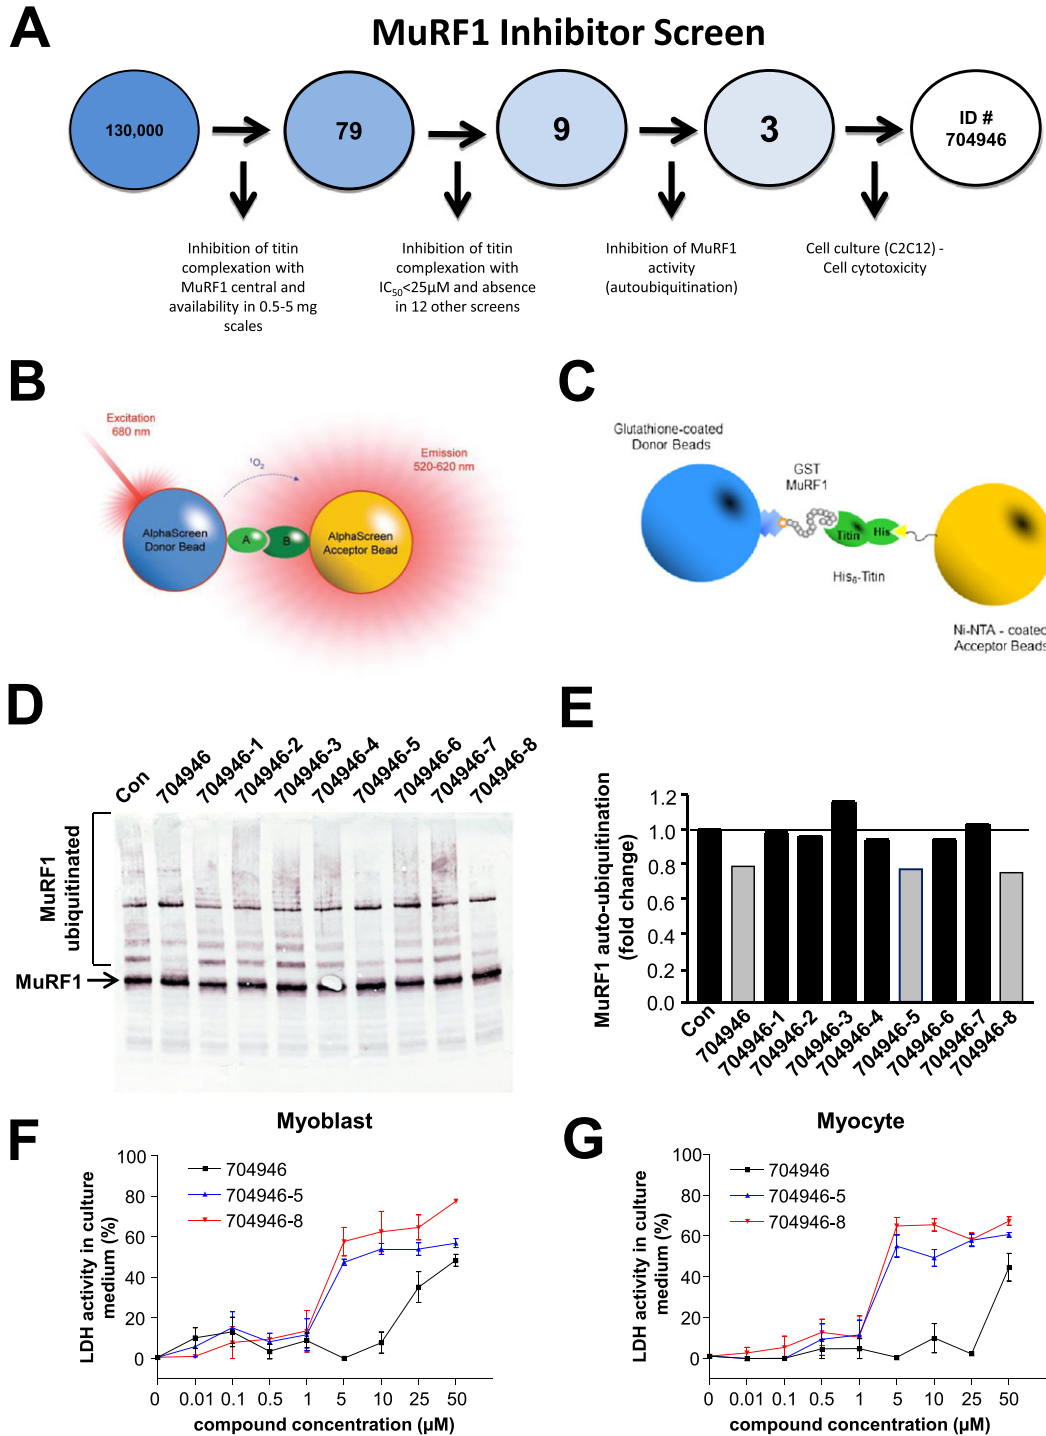 A
MuRF1 Inhibitor Screen
130,000
79
9
3
ID #
704946
Inhibition of titin
complexation with
MuRF1 central and
availability in 0.5-5 mg
scales
Inhibition of titin
complexation with
IC50<25μM and absence
in 12 other screens
Inhibition of MuRF1
activity
(autoubiquitination)
Cell culture (C2C12) -
Cell cytotoxicity
B
Excitation
680 nm
1O2
Emission
520-620 nm
AlphaScreen
Donor Bead
A
B
AlphaScreen
Acceptor Bead
C
Glutathione-coated
Donor Beads
GST
MuRF1
Titin
His
His6-Titin
Ni-NTA - coated
Acceptor Beads
D
Con
704946
704946-1
704946-2
704946-3
704946-4
704946-5
704946-6
704946-7
704946-8
MuRF1
ubiquitinated
MuRF1
E
MuRF1 auto-ubiquitination
(fold change)
1.2
1.0
0.8
0.6
0.4
0.2
0.0
Con
704946
704946-1
704946-2
704946-3
704946-4
704946-5
704946-6
704946-7
704946-8
F
Myoblast
LDH activity in culture
medium (%)
100
80
60
40
20
0
704946
704946-5
704946-8
0 0.01 0.1 0.5 1 5 10 25 50
compound concentration (μM)
G
Myocyte
LDH activity in culture
medium (%)
100
80
60
40
20
0
704946
704946-5
704946-8
0 0.01 0.1 0.5 1 5 10 25 50
compound concentration (μM)